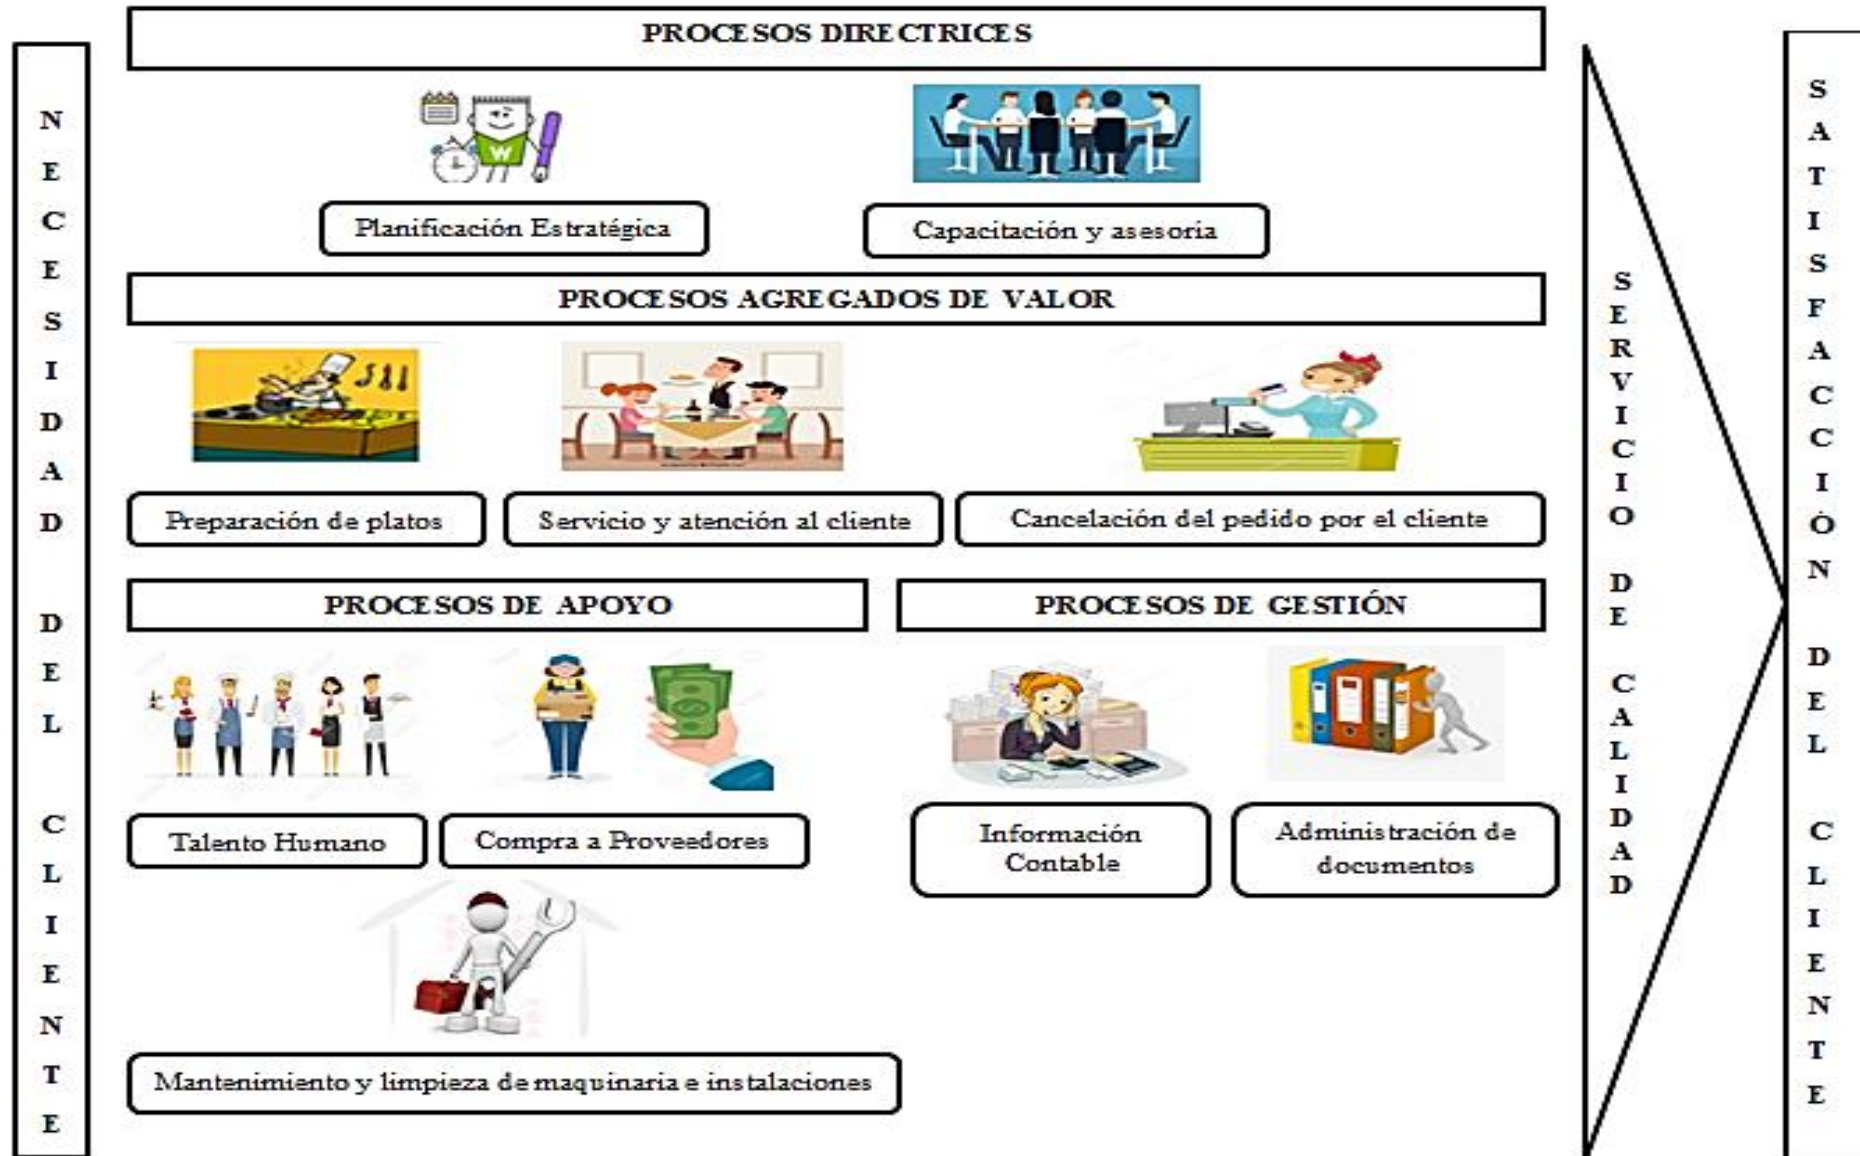 NECESIDAD DEL CLIENTE
PROCESOS DIRECTRICES
W
Planificación Estratégica
Capacitación y asesoria
PROCESOS AGREGADOS DE VALOR
Preparación de platos
Servicio y atención al cliente
Cancelación del pedido por el cliente
PROCESOS DE APOYO
PROCESOS DE GESTIÓN
Talento Humano
Compra a Proveedores
Información
Contable
Administración de
documentos
Mantenimiento y limpieza de maquinaria e instalaciones
SERVICIO DE CALIDAD
SATISFACCIÓN DEL CLIENTE